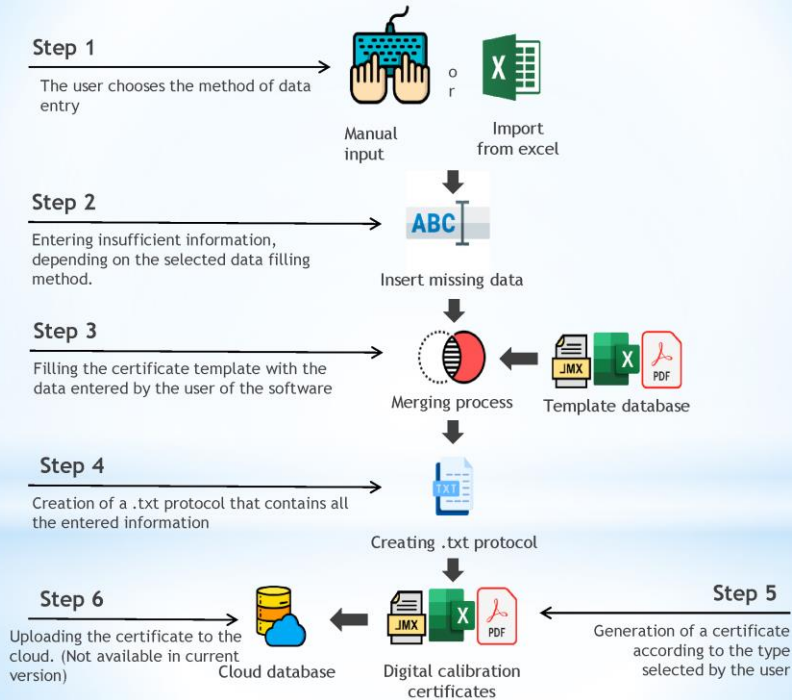 Step 1
The user chooses the method of data
entry
o
r
X
Manual
input
Import
from excel
Step 2
Entering insufficient information,
depending on the selected data filling
method.
ABC
Insert missing data
Step 3
Filling the certificate template with the
data entered by the user of the software
.JMX
X
PDF
Merging process
Template database
Step 4
Creation of a .txt protocol that contains all
the entered information
TXT
Creating .txt protocol
Step 5
Generation of a certificate
according to the type
selected by the user
.JMX
X
PDF
Digital calibration
certificates
Step 6
Uploading the certificate to the
cloud. (Not available in current
version)
Cloud database